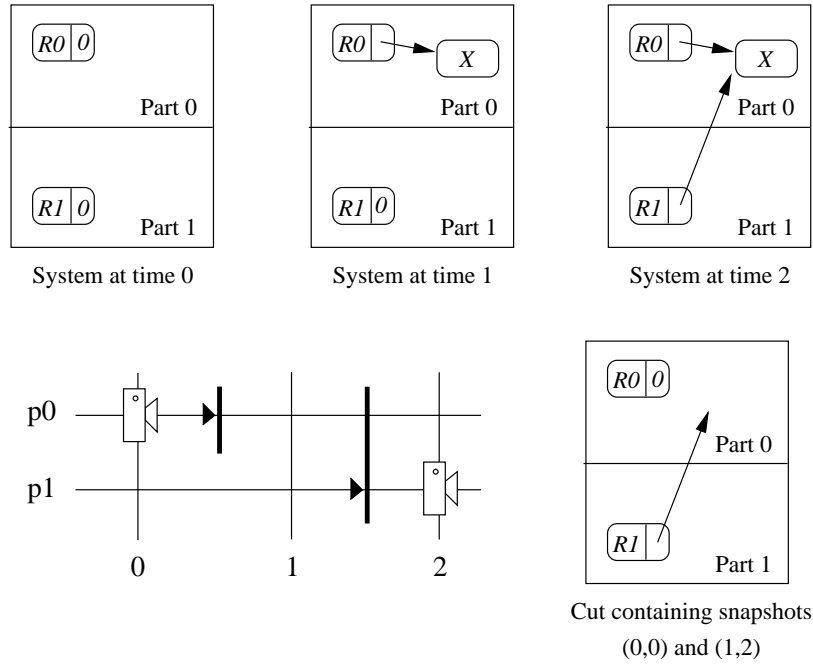 R0 0
X
Part 0
R1 0
Part 1
System at time 0
R0
X
Part 0
R1 0
Part 1
System at time 1
R0
X
Part 0
R1
Part 1
System at time 2
p0
p1
0 1 2
R0 0
Part 0
R1
Part 1
Cut containing snapshots
(0,0) and (1,2)